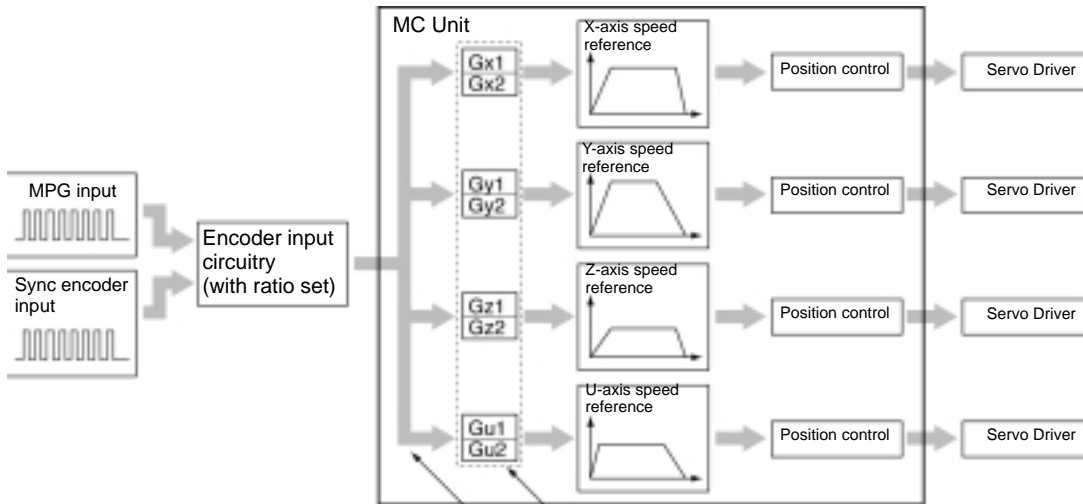 MC Unit
MPG input
Sync encoder
input
Encoder input
circuitry
(with ratio set)
Gx1
Gx2
X-axis speed
reference
Position control
Servo Driver
Gy1
Gy2
Y-axis speed
reference
Position control
Servo Driver
Gz1
Gz2
Z-axis speed
reference
Position control
Servo Driver
Gu1
Gu2
U-axis speed
reference
Position control
Servo Driver